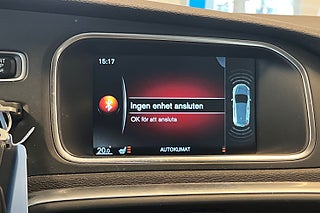 15:17
Ingen enhet ansluten
OK för att ansluta
20.0
AUTOKLIMAT